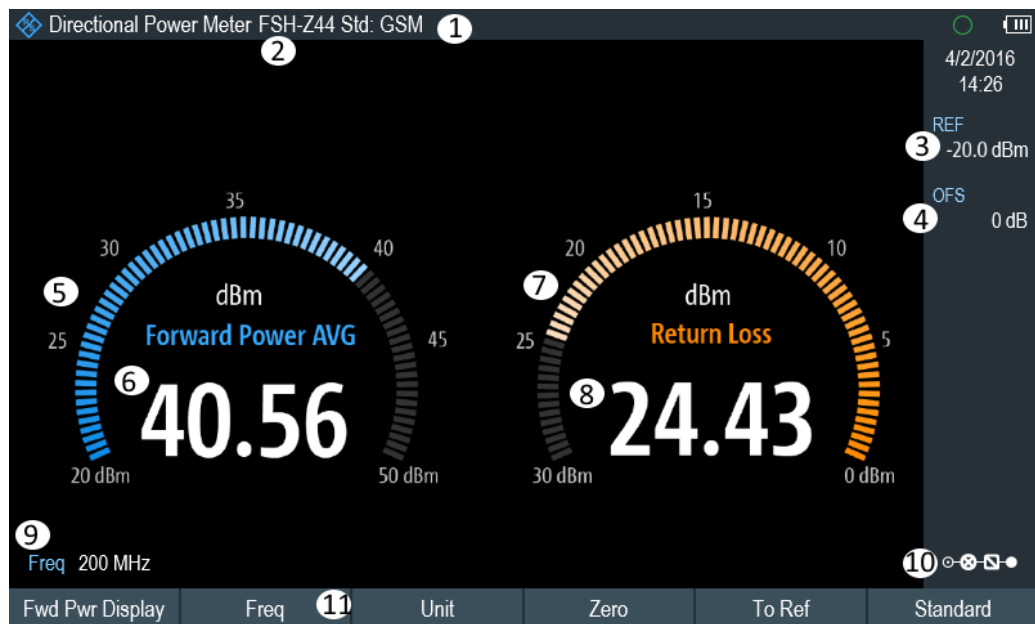 Directional Power Meter FSH-Z44 Std: GSM 1
2
4/2/2016
14:26
REF
3 -20.0 dBm
OFS
4 0 dB
35
30 40
5
25 45
dBm
Forward Power AVG
6 40.56
20 dBm 50 dBm
15
20 10
7
25 5
dBm
Return Loss
8 24.43
30 dBm 0 dBm
9
Freq 200 MHz
10
Fwd Pwr Display Freq 11 Unit Zero To Ref Standard